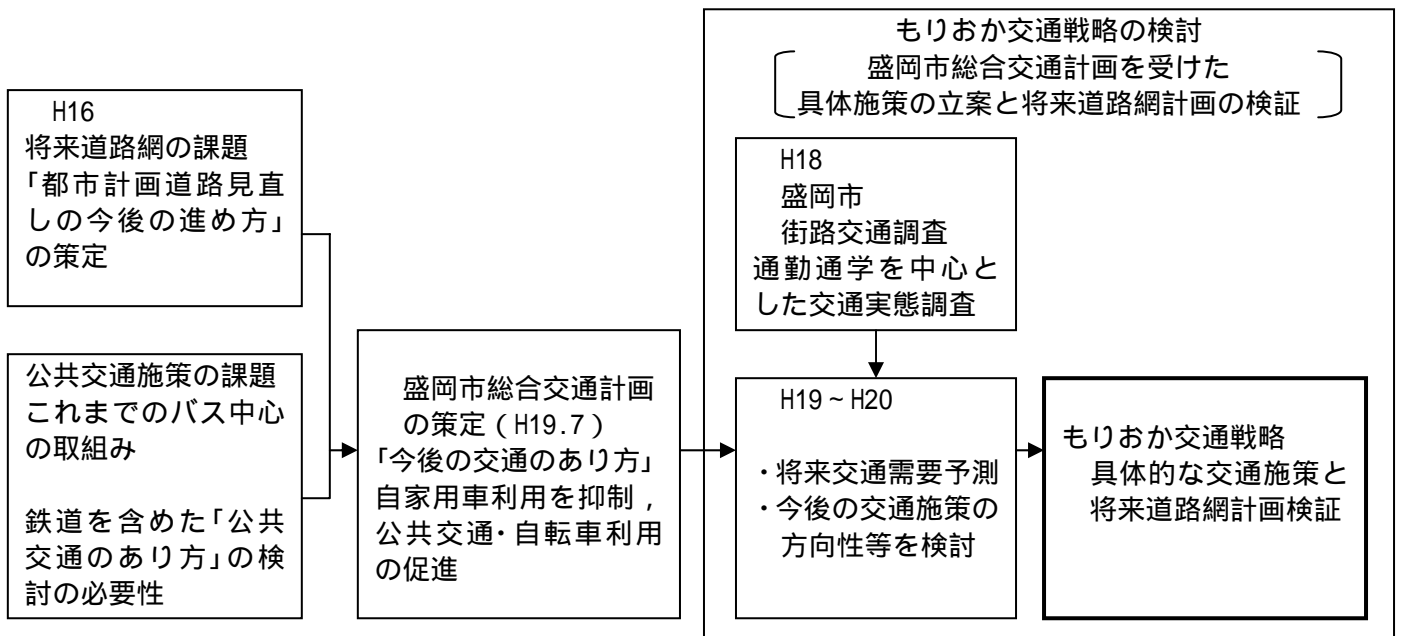 もりおか交通戦略の検討
盛岡市総合交通計画を受けた
具体施策の立案と将来道路網計画の検証
H16
将来道路網の課題
「都市計画道路見直
しの今後の進め方」
の策定
公共交通施策の課題
これまでのバス中心
の取組み
鉄道を含めた「公共
交通のあり方」の検
討の必要性
盛岡市総合交通計画
の策定(H19.7)
「今後の交通のあり方」
自家用車利用を抑制，
公共交通・自転車利用
の促進
H18
盛岡市
街路交通調査
通勤通学を中心と
した交通実態調査
H19～H20
・将来交通需要予測
・今後の交通施策の
方向性等を検討
もりおか交通戦略
具体的な交通施策と
将来道路網計画検証